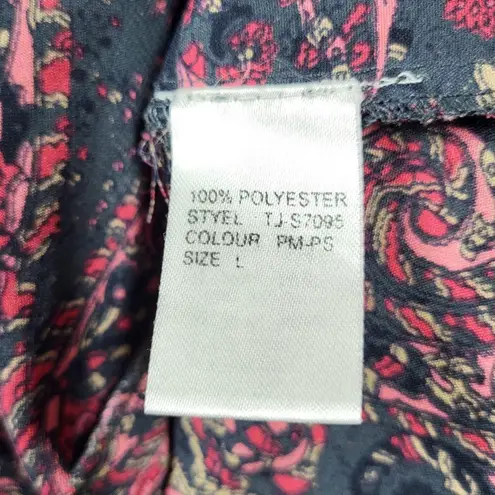 100% POLYESTER
STYEL TJ-S7095
COLOUR PM-PS
SIZE L